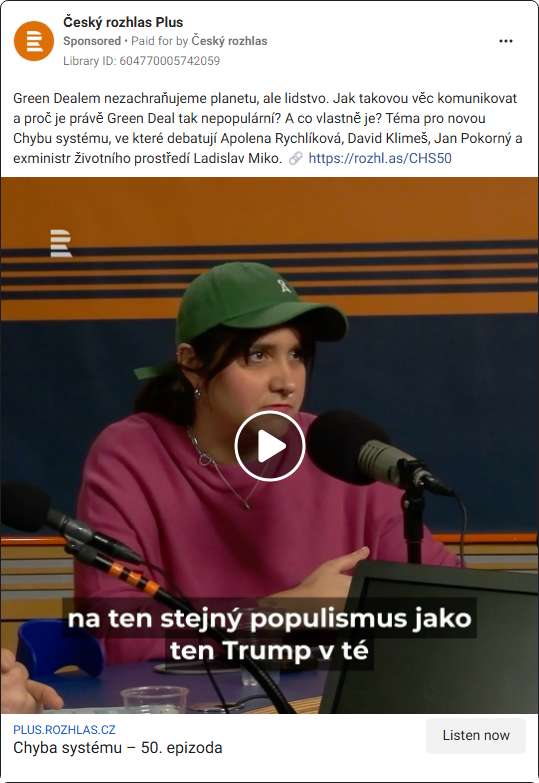 Český rozhlas Plus
Sponsored • Paid for by Český rozhlas
Library ID: 604770005742059
Green Dealem nezachraňujeme planetu, ale lidstvo. Jak takovou věc komunikovat
a proč je právě Green Deal tak nepopulární? A co vlastně je? Téma pro novou
Chybu systému, ve které debatují Apolena Rychlíková, David Klimeš, Jan Pokorný a
exministr životního prostředí Ladislav Miko. 🔗 https://rozhl.as/CHS50
na ten stejný populismus jako
ten Trump v té
PLUS.ROZHLAS.CZ
Chyba systému – 50. epizoda
Listen now